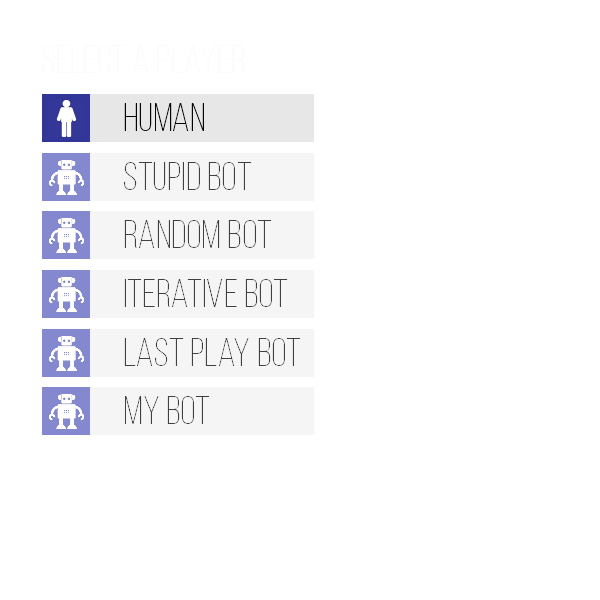 SELECT A PLAYER
HUMAN
STUPID BOT
RANDOM BOT
ITERATIVE BOT
LAST PLAY BOT
MY BOT